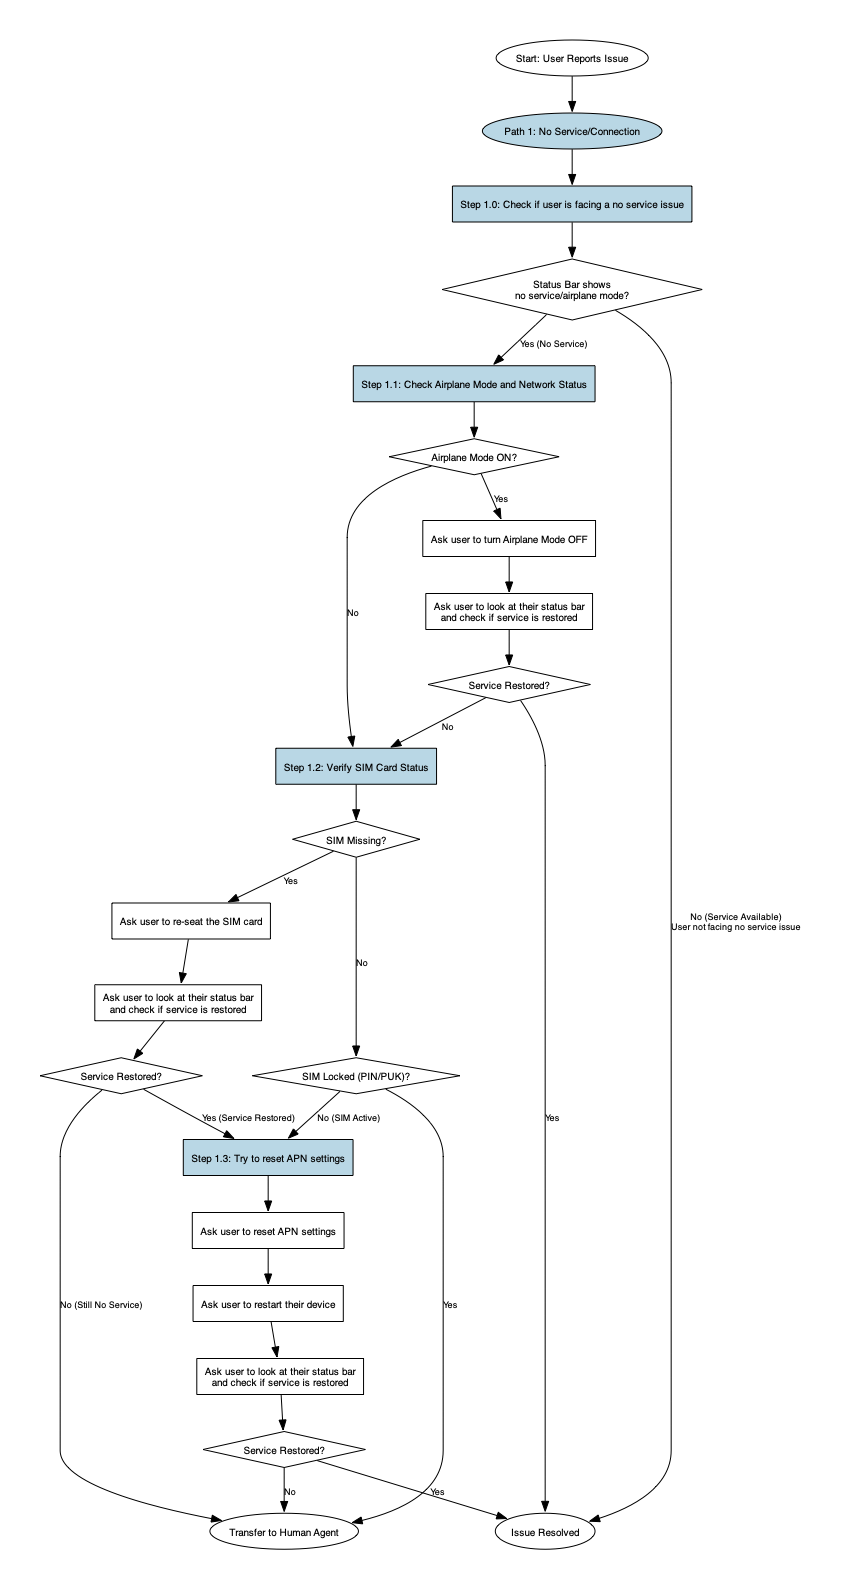 Start: User Reports Issue
Path 1: No Service/Connection
Step 1.0: Check if user is facing a no service issue
Status Bar shows
no service/airplane mode?
Yes (No Service)
Step 1.1: Check Airplane Mode and Network Status
Airplane Mode ON?
Yes
Ask user to turn Airplane Mode OFF
Ask user to look at their status bar
and check if service is restored
No
Service Restored?
No
Step 1.2: Verify SIM Card Status
SIM Missing?
Yes
Ask user to re-seat the SIM card
No (Service Available)
User not facing no service issue
No
Ask user to look at their status bar
and check if service is restored
Service Restored?
SIM Locked (PIN/PUK)?
Yes (Service Restored)
No (SIM Active)
Yes
Step 1.3: Try to reset APN settings
Ask user to reset APN settings
No (Still No Service)
Ask user to restart their device
Yes
Ask user to look at their status bar
and check if service is restored
Service Restored?
No
Yes
Transfer to Human Agent
Issue Resolved